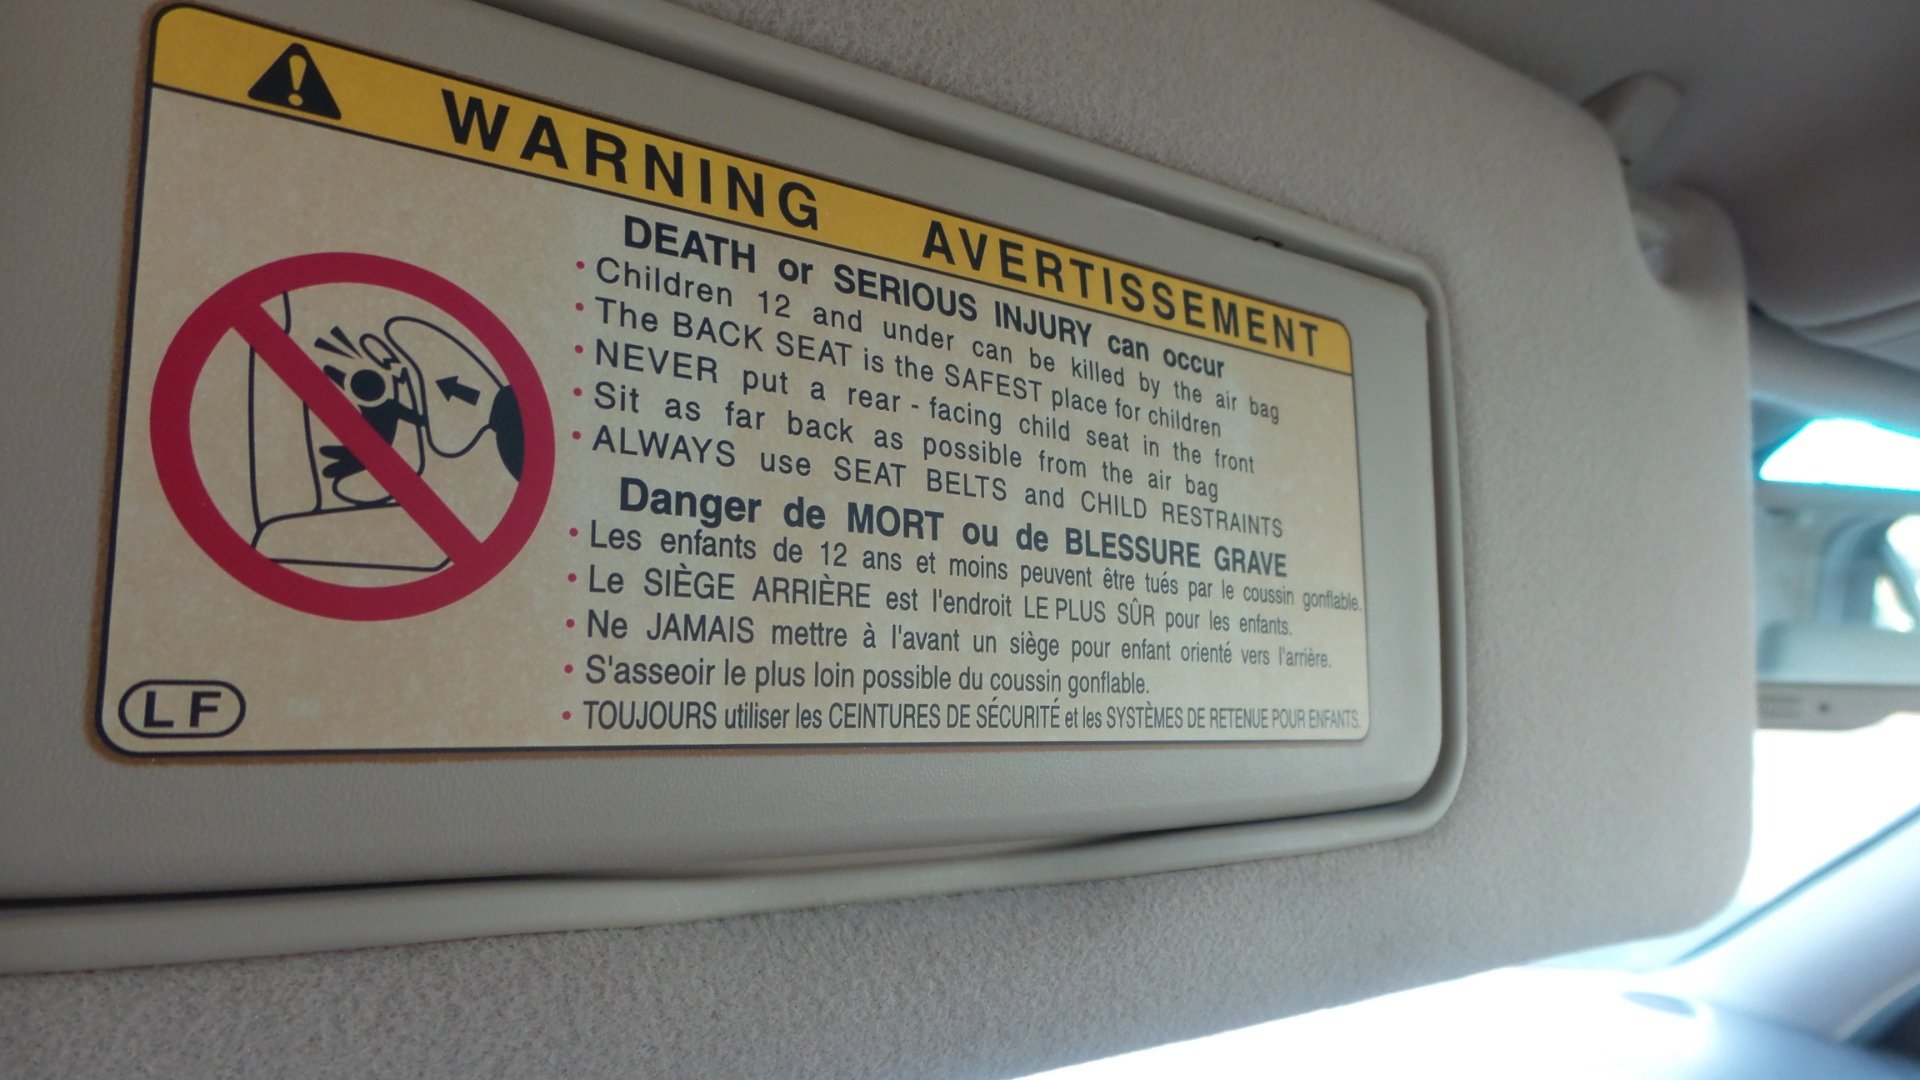 WARNING AVERTISSEMENT
DEATH or SERIOUS INJURY can occur
• Children 12 and under can be killed by the air bag
• The BACK SEAT is the SAFEST place for children
• NEVER put a rear-facing child seat in the front
• Sit as far back as possible from the air bag
• ALWAYS use SEAT BELTS and CHILD RESTRAINTS
Danger de MORT ou de BLESSURE GRAVE
• Les enfants de 12 ans et moins peuvent être tués par le coussin gonflable.
• Le SIÈGE ARRIÈRE est l'endroit LE PLUS SÛR pour les enfants.
• Ne JAMAIS mettre à l'avant un siège pour enfant orienté vers l'arrière.
• S'asseoir le plus loin possible du coussin gonflable.
• TOUJOURS utiliser les CEINTURES DE SÉCURITÉ et les SYSTÈMES DE RETENUE POUR ENFANTS.
LF